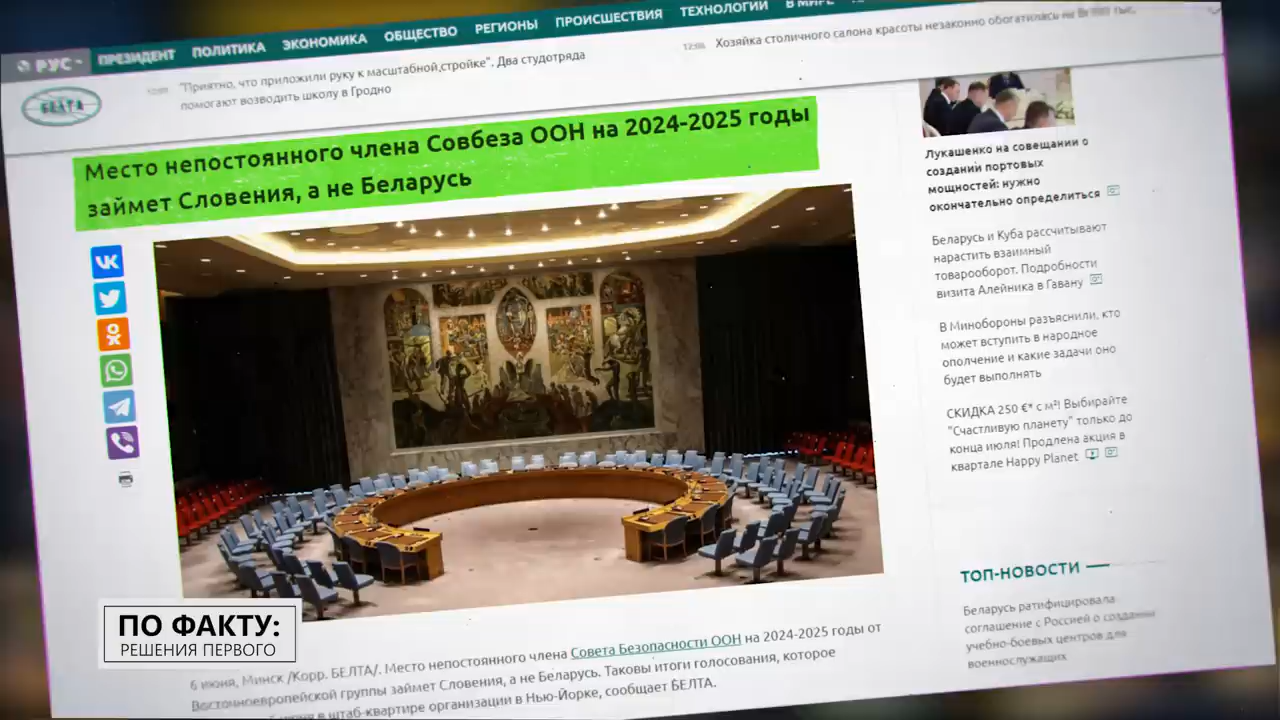 РУС
ПРЕЗИДЕНТ ПОЛИТИКА ЭКОНОМИКА ОБЩЕСТВО РЕГИОНЫ ПРОИСШЕСТВИЯ ТЕХНОЛОГИИ В МИРЕ
"Приятно, что приложили руку к масштабной стройке". Два студотряда
помогают возводить школу в Гродно
12:08 Хозяйка столичного салона красоты незаконно обогатилась на
БЕЛТА
Место непостоянного члена Совбеза ООН на 2024-2025 годы
займет Словения, а не Беларусь
Лукашенко на совещании о
создании портовых
мощностей: нужно
окончательно определиться
Беларусь и Куба рассчитывают
нарастить взаимный
товарооборот. Подробности
визита Алейника в Гавану
В Минобороны разъяснили, кто
может вступить в народное
ополчение и какие задачи оно
будет выполнять
СКИДКА 250 €* с м²! Выбирайте
"Счастливую планету" только до
конца июля! Продлена акция в
квартале Happy Planet
ТОП-НОВОСТИ
Беларусь ратифицировала
соглашение с Россией о создании
учебно-боевых центров для
военнослужащих
6 июня, Минск /Корр. БЕЛТА/. Место непостоянного члена Совета Безопасности ООН на 2024-2025 годы от
Восточноевропейской группы займет Словения, а не Беларусь. Таковы итоги голосования, которое
в штаб-квартире организации в Нью-Йорке, сообщает БЕЛТА.
ПО ФАКТУ:
РЕШЕНИЯ ПЕРВОГО